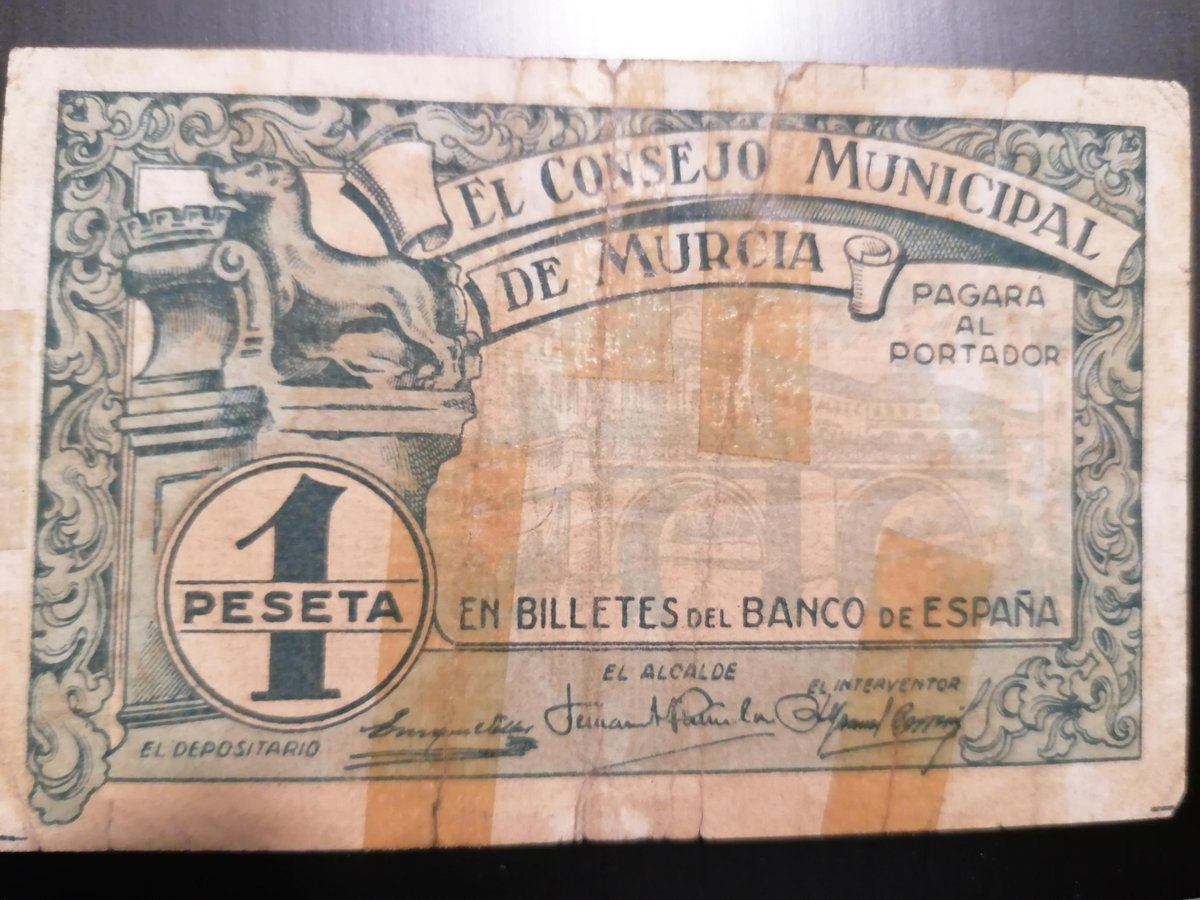 EL CONSEJO MUNICIPAL
DE MURCIA
PAGARÁ
AL
PORTADOR
1
PESETA
EN BILLETES DEL BANCO DE ESPAÑA
EL ALCALDE
EL INTERVENTOR
EL DEPOSITARIO